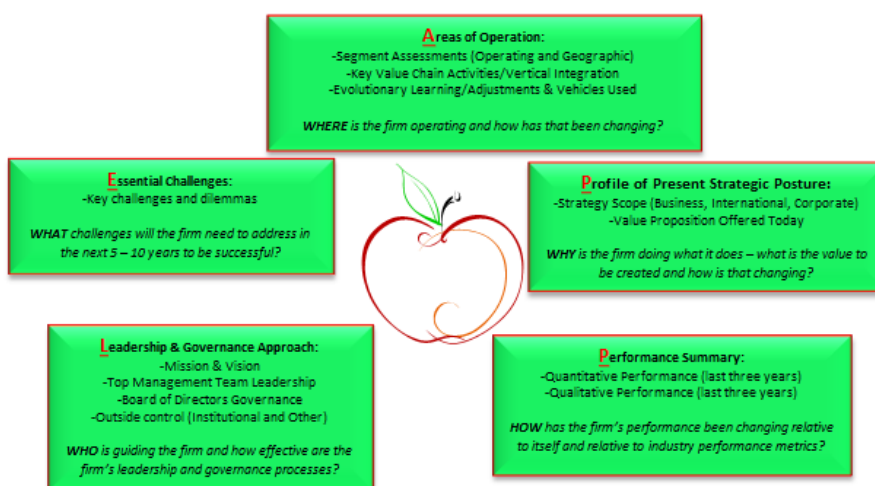 Areas of Operation:
-Segment Assessments (Operating and Geographic)
-Key Value Chain Activities/Vertical Integration
-Evolutionary Learning/Adjustments & Vehicles Used
WHERE is the firm operating and how has that been changing?
Profile of Present Strategic Posture:
-Strategy Scope (Business, International, Corporate)
-Value Proposition Offered Today
WHY is the firm doing what it does – what is the value to
be created and how is that changing?
Performance Summary:
-Quantitative Performance (last three years)
-Qualitative Performance (last three years)
HOW has the firm's performance been changing relative
to itself and relative to industry performance metrics?
Leadership & Governance Approach:
-Mission & Vision
-Top Management Team Leadership
-Board of Directors Governance
-Outside control (Institutional and Other)
WHO is guiding the firm and how effective are the
firm's leadership and governance processes?
Essential Challenges:
-Key challenges and dilemmas
WHAT challenges will the firm need to address in
the next 5 – 10 years to be successful?